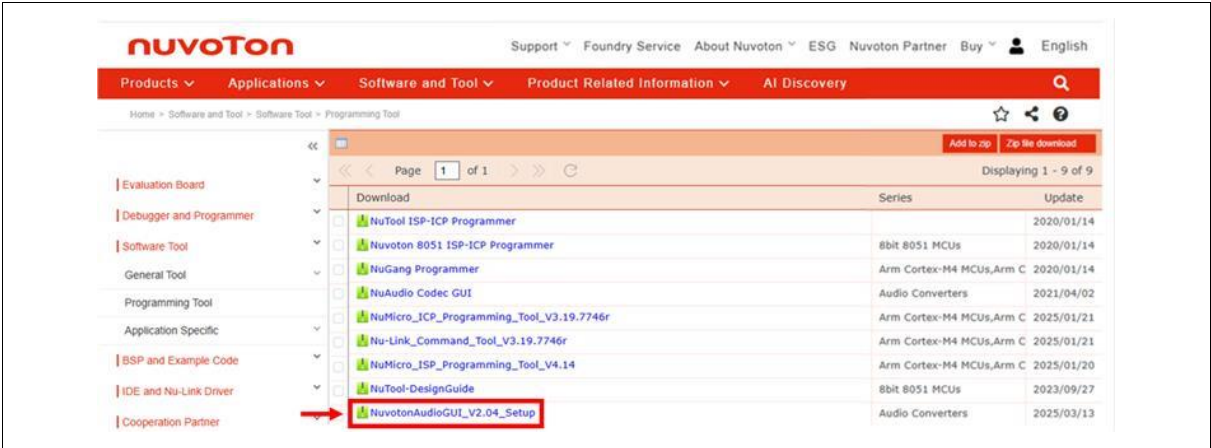 nuvoTon
Support Foundry Service About Nuvoton ESG Nuvoton Partner Buy English
Products Applications Software and Tool Product Related Information AI Discovery
Home > Software and Tool > Software Tool > Programming Tool
Add to zip Zip file download
Page 1 of 1 Displaying 1 - 9 of 9
Evaluation Board
Debugger and Programmer
Software Tool
General Tool
Programming Tool
Application Specific
BSP and Example Code
IDE and Nu-Link Driver
Cooperation Partner
Download Series Update
NuTool ISP-ICP Programmer 2020/01/14
Nuvoton 8051 ISP-ICP Programmer 8bit 8051 MCUs 2020/01/14
NuGang Programmer Arm Cortex-M4 MCUs,Arm C 2020/01/14
NuAudio Codec GUI Audio Converters 2021/04/02
NuMicro_ICP_Programming_Tool_V3.19.7746r Arm Cortex-M4 MCUs,Arm C 2025/01/21
Nu-Link_Command_Tool_V3.19.7746r Arm Cortex-M4 MCUs,Arm C 2025/01/21
NuMicro_ISP_Programming_Tool_V4.14 Arm Cortex-M4 MCUs,Arm C 2025/01/20
NuTool-DesignGuide 8bit 8051 MCUs 2023/09/27
NuvotonAudioGUI_V2.04_Setup Audio Converters 2025/03/13